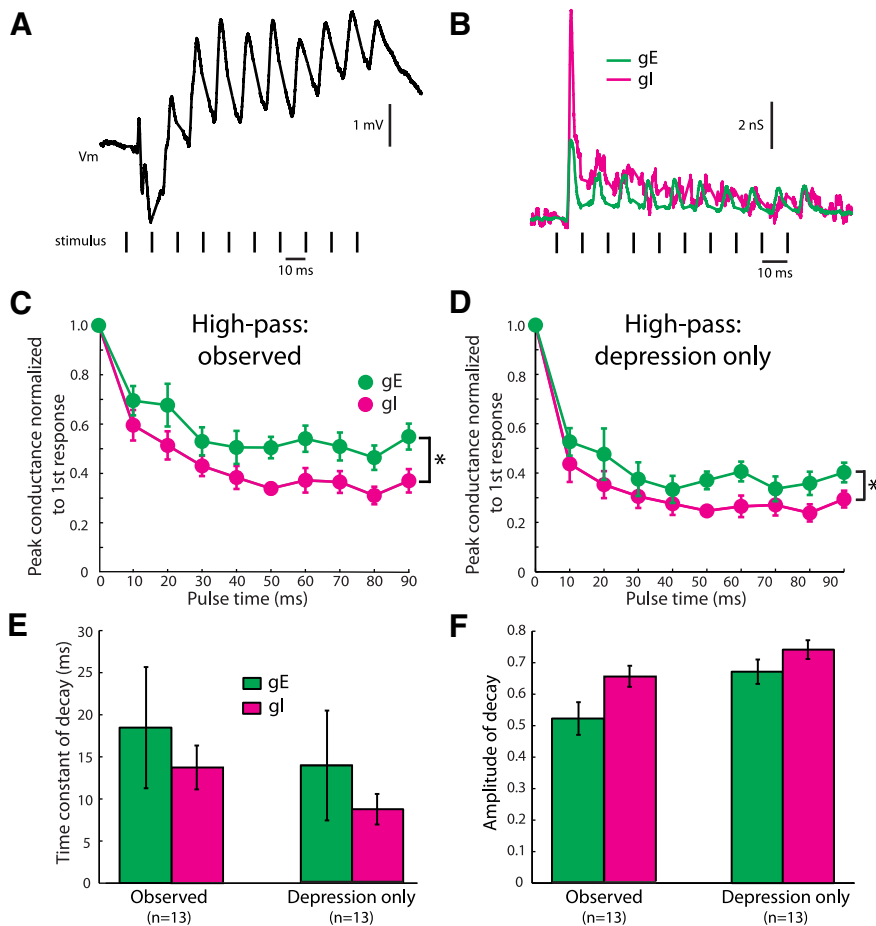 A
Vm
1 mV
stimulus
10 ms
B
gE
gI
2 nS
10 ms
C
High-pass:
observed
Peak conductance normalized
to 1st response
1.0
0.8
0.6
0.4
0.2
0
gE
gI
*
0 10 20 30 40 50 60 70 80 90
Pulse time (ms)
D
High-pass:
depression only
Peak conductance normalized
to 1st response
1.0
0.8
0.6
0.4
0.2
0
*
0 10 20 30 40 50 60 70 80 90
Pulse time (ms)
E
Time constant of decay (ms)
30
25
20
15
10
5
0
gE
gI
Observed
(n=13)
Depression only
(n=13)
F
Amplitude of decay
0.8
0.7
0.6
0.5
0.4
0.3
0.2
0.1
0
Observed
(n=13)
Depression only
(n=13)